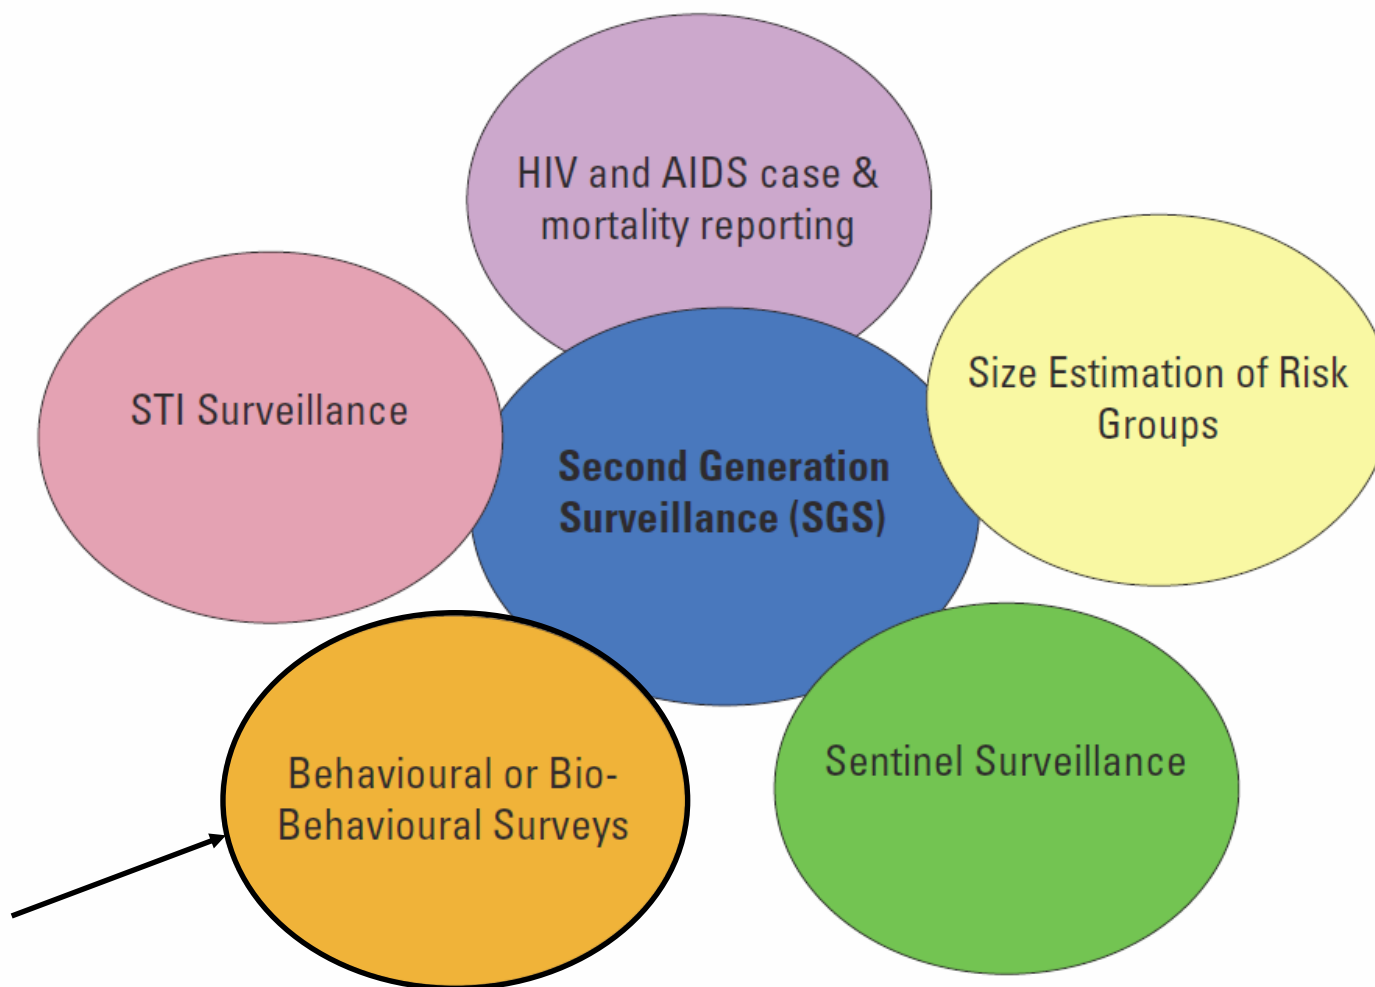 HIV and AIDS case &
mortality reporting
Size Estimation of Risk
Groups
STI Surveillance
Second Generation
Surveillance (SGS)
Behavioural or Bio-
Behavioural Surveys
Sentinel Surveillance